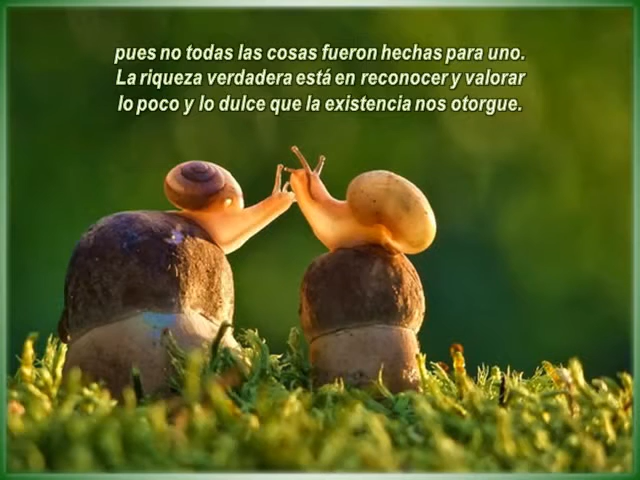 pues no todas las cosas fueron hechas para uno.
La riqueza verdadera está en reconocer y valorar
lo poco y lo dulce que la existencia nos otorgue.